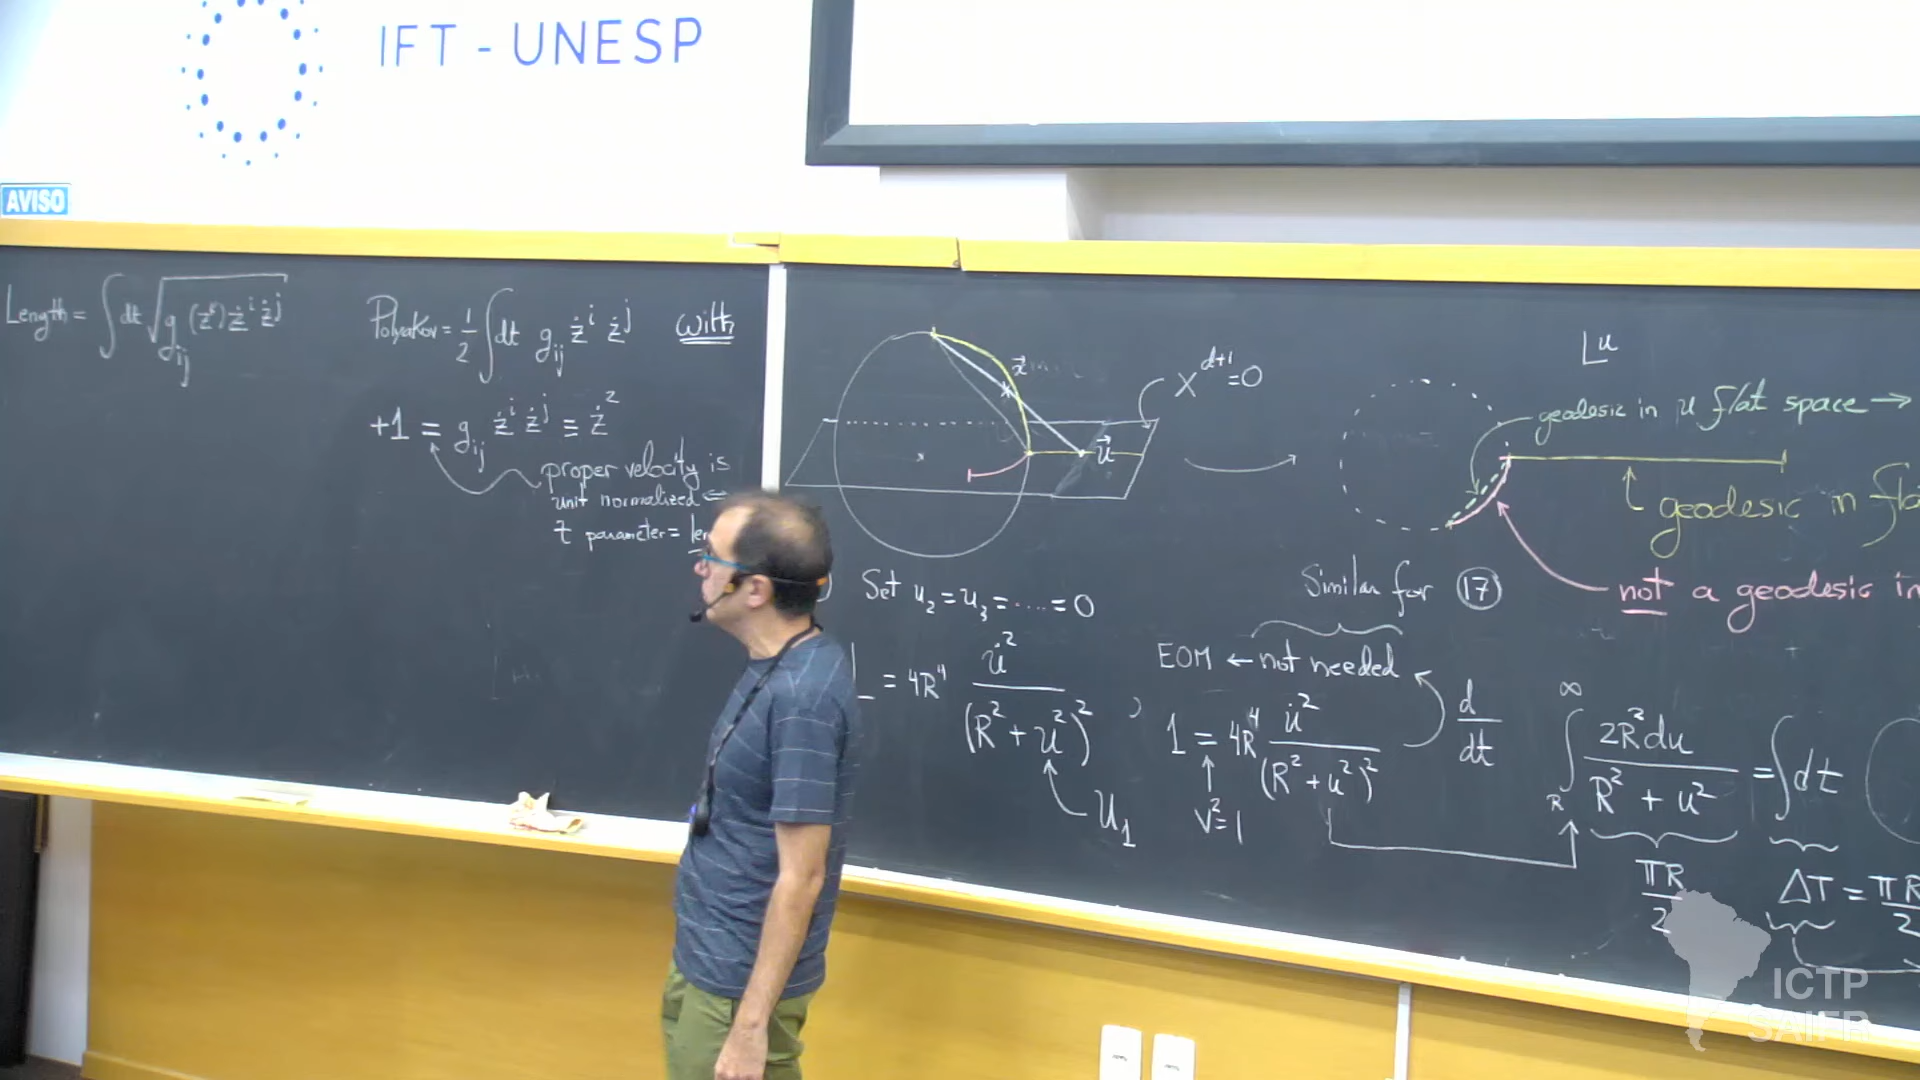 IFT - UNESP
AVISO
Length = ∫dt √(g_ij (z^k) ż^i ż^j)
Polyakov = 1/2 ∫dt g_ij ż^i ż^j with
+1 = g_ij ż^i ż^j ≡ ż^2
proper velocity is
unit normalized ⇔
t parameter =
x⃗
u⃗
X^{d+1} = 0
geodesic in u flat space →
geodesic in
not a geodesic in
Set u_2 = u_3 = ..... = 0
Similar for (17)
L = 4R^4 u̇^2 / (R^2 + u^2)^2 ,
u_1
EOM ← not needed
1 = 4R^4 u̇^2 / (R^2 + u^2)^2
v^2 = 1
d/dt
∫_R^∞ 2R^2 du / (R^2 + u^2) = ∫dt
πR/2
ΔT = πR/2
ICTP
SAIFR